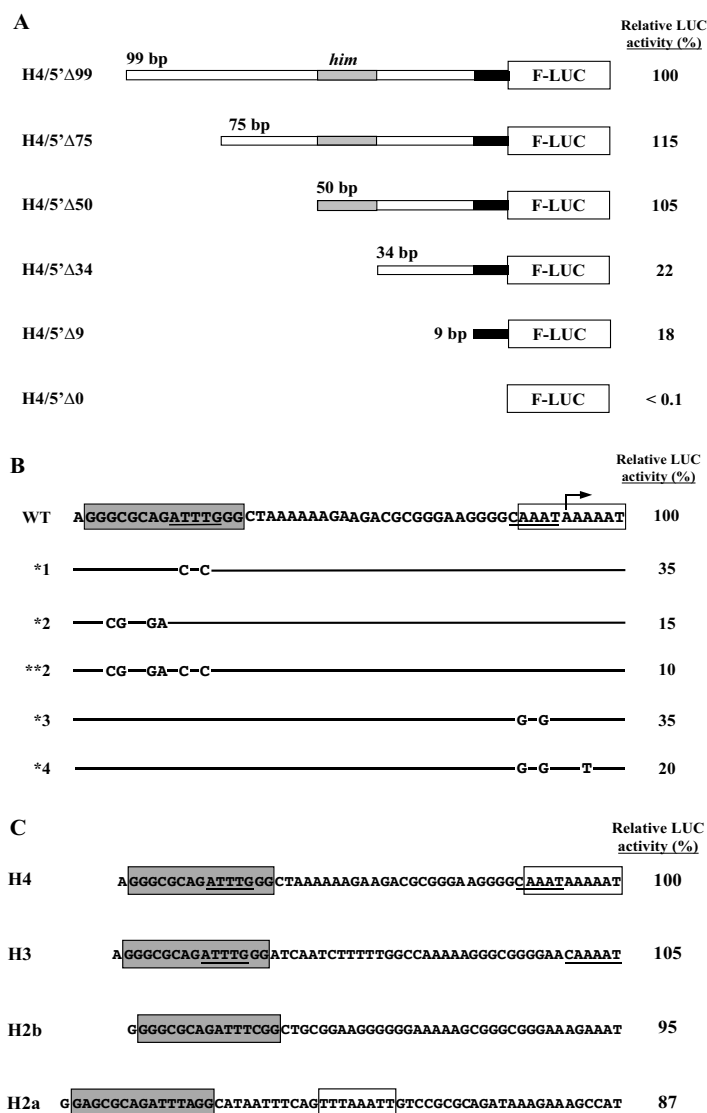 A
Relative LUC
activity (%)
99 bp him
H4/5'Δ99 F-LUC 100
75 bp
H4/5'Δ75 F-LUC 115
50 bp
H4/5'Δ50 F-LUC 105
34 bp
H4/5'Δ34 F-LUC 22
H4/5'Δ9 9 bp F-LUC 18
H4/5'Δ0 F-LUC < 0.1
B
Relative LUC
activity (%)
WT AGGGCGCAGATTTGGGCTAAAAAAGAAGACGCGGGAAGGGGCAAATAAAAAT 100
*1 C C 35
*2 CG GA 15
**2 CG GA C C 10
*3 G G 35
*4 G G T 20
C
Relative LUC
activity (%)
H4 AGGGCGCAGATTTGGGCTAAAAAAGAAGACGCGGGAAGGGGCAAATAAAAAT 100
H3 AGGGCGCAGATTTGGGATCAATCTTTTTGGCCAAAAAGGGCGGGGAACAAAAT 105
H2b GGGGCGCAGATTTCGGCTGCGGAAGGGGGGAAAAAGCGGGCGGGAAAGAAAT 95
H2a GGAGCGCAGATTTAGGCATAATTTCAGTTTAAATTGTCCGCGCAGATAAAGAAAGCCAT 87